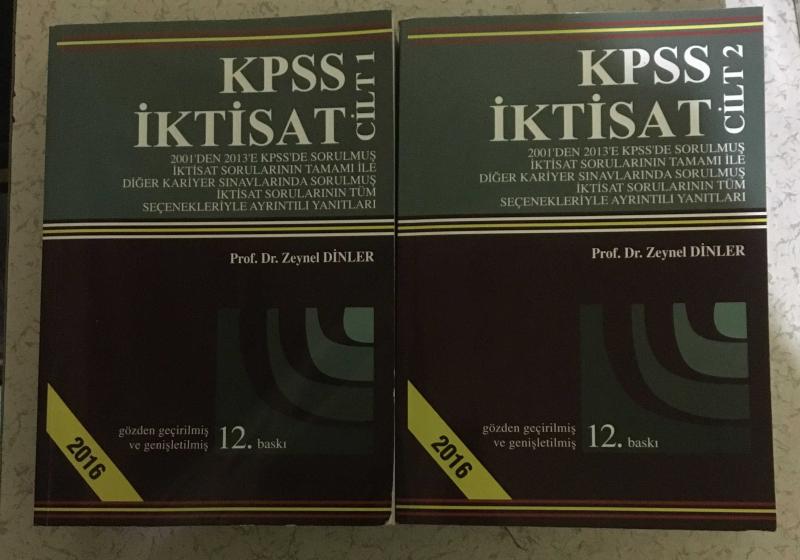 KPSS
İKTİSAT
CİLT 1
2001'DEN 2013'E KPSS'DE SORULMUŞ
İKTİSAT SORULARININ TAMAMI İLE
DİĞER KARİYER SINAVLARINDA SORULMUŞ
İKTİSAT SORULARININ TÜM
SEÇENEKLERİYLE AYRINTILI YANITLARI
Prof. Dr. Zeynel DİNLER
gözden geçirilmiş
ve genişletilmiş
12. baskı
2016
KPSS
İKTİSAT
CİLT 2
2001'DEN 2013'E KPSS'DE SORULMUŞ
İKTİSAT SORULARININ TAMAMI İLE
DİĞER KARİYER SINAVLARINDA SORULMUŞ
İKTİSAT SORULARININ TÜM
SEÇENEKLERİYLE AYRINTILI YANITLARI
Prof. Dr. Zeynel DİNLER
gözden geçirilmiş
ve genişletilmiş
12. baskı
2016